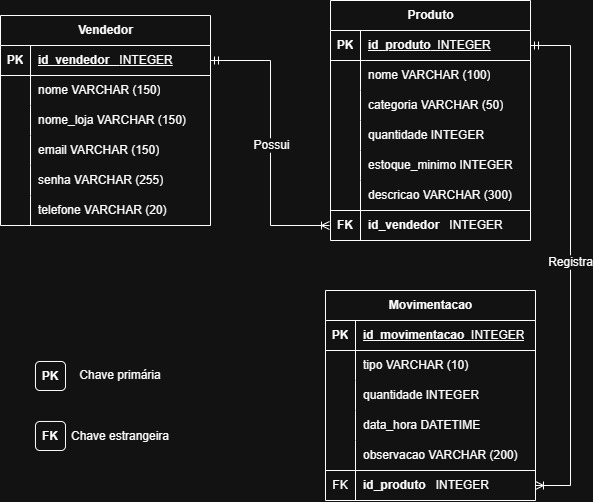 Vendedor
PK id_vendedor INTEGER
nome VARCHAR (150)
nome_loja VARCHAR (150)
email VARCHAR (150)
senha VARCHAR (255)
telefone VARCHAR (20)
Possui
Produto
PK id_produto INTEGER
nome VARCHAR (100)
categoria VARCHAR (50)
quantidade INTEGER
estoque_minimo INTEGER
descricao VARCHAR (300)
FK id_vendedor INTEGER
Registra
Movimentacao
PK id_movimentacao INTEGER
tipo VARCHAR (10)
quantidade INTEGER
data_hora DATETIME
observacao VARCHAR (200)
FK id_produto INTEGER
PK Chave primária
FK Chave estrangeira